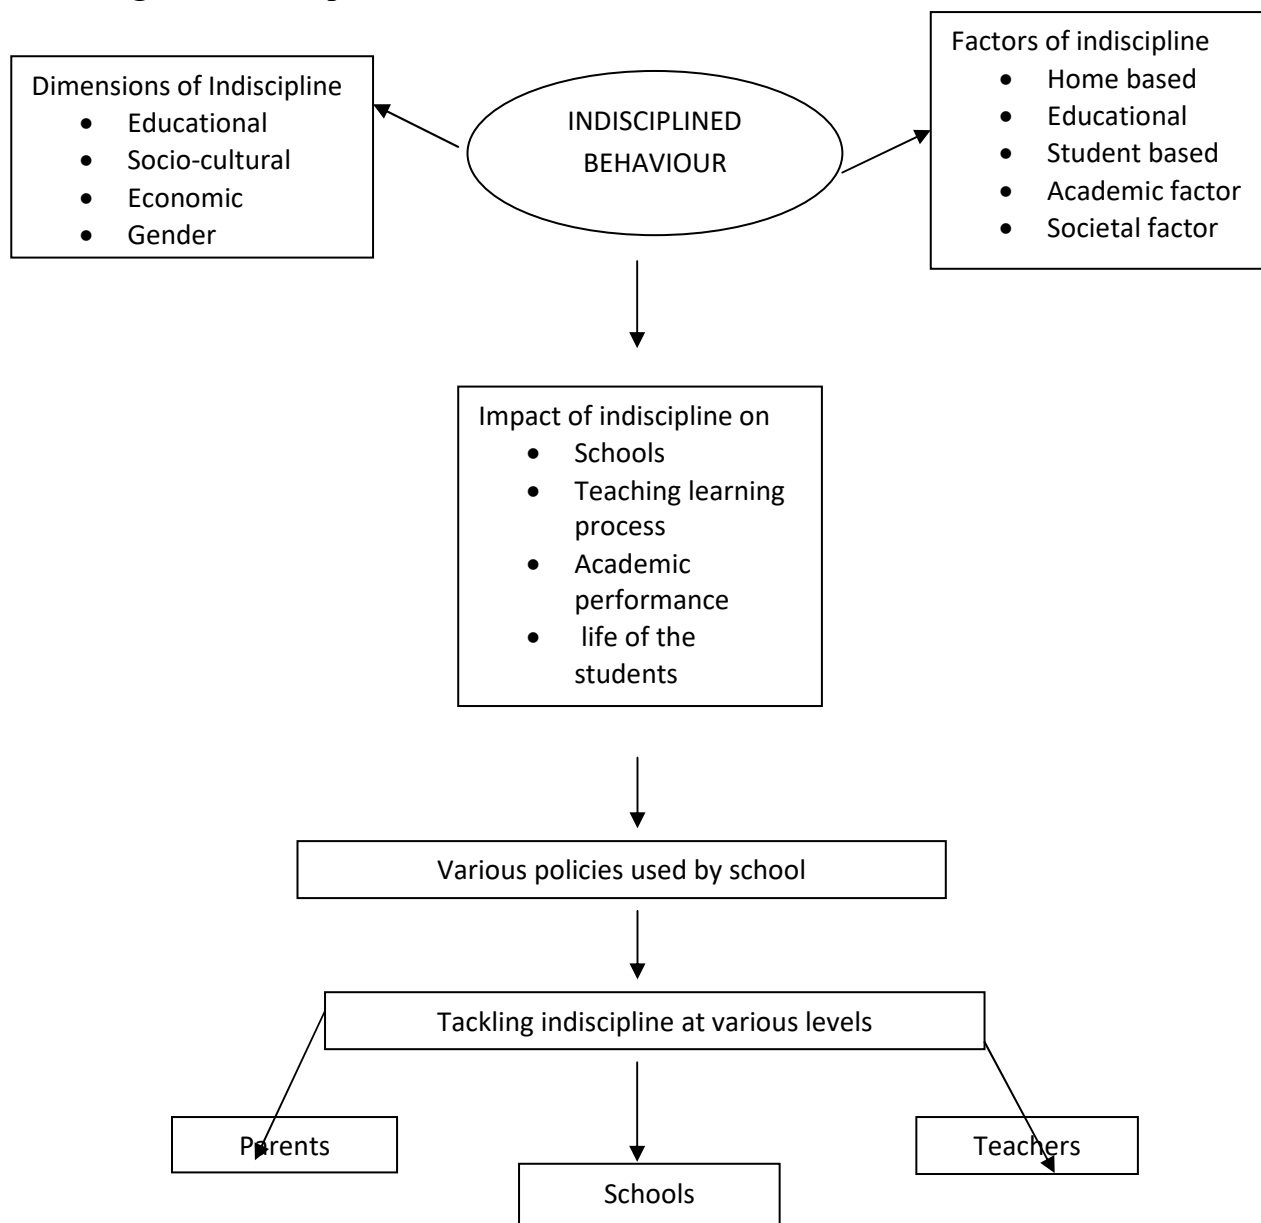 Dimensions of Indiscipline
• Educational
• Socio-cultural
• Economic
• Gender
INDISCIPLINED
BEHAVIOUR
Factors of indiscipline
• Home based
• Educational
• Student based
• Academic factor
• Societal factor
Impact of indiscipline on
• Schools
• Teaching learning
process
• Academic
performance
• life of the
students
Various policies used by school
Tackling indiscipline at various levels
Parents
Schools
Teachers